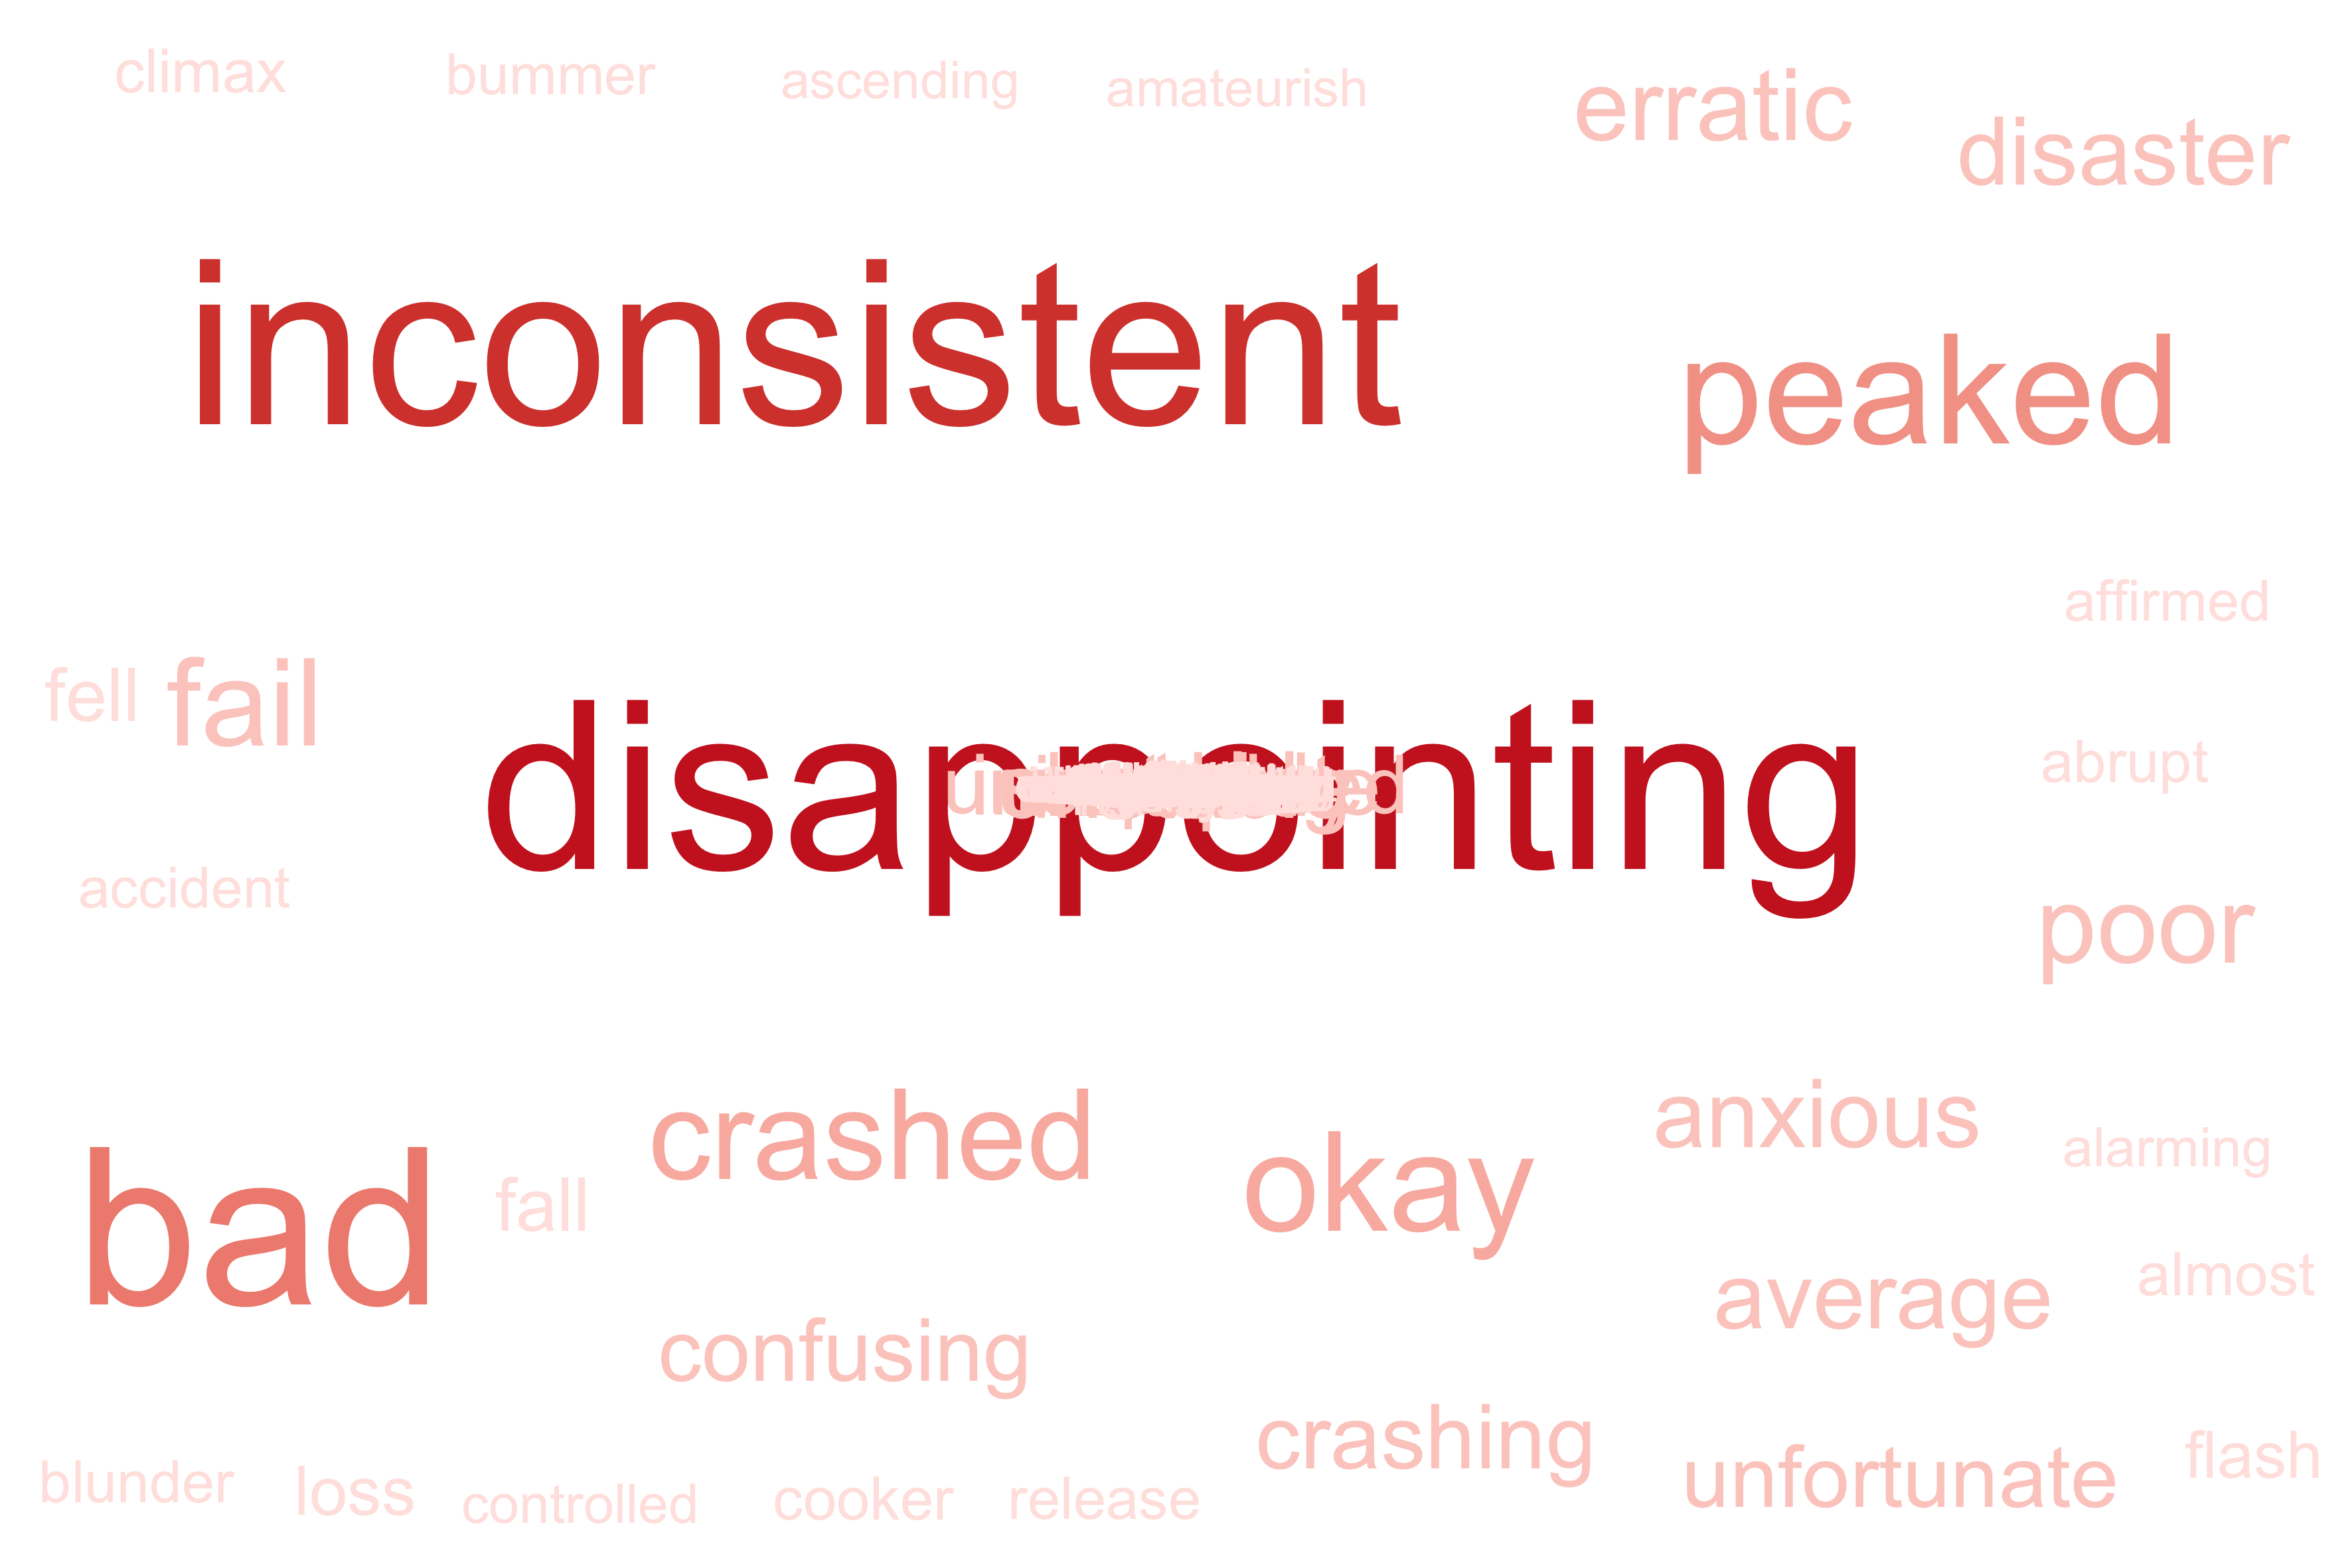 climax bummer ascending amateurish erratic disaster
inconsistent peaked
affirmed
fell fail
disappointing abrupt
accident poor
crashed anxious alarming
bad fall okay
average almost
confusing
crashing flash
blunder loss controlled cooker release unfortunate